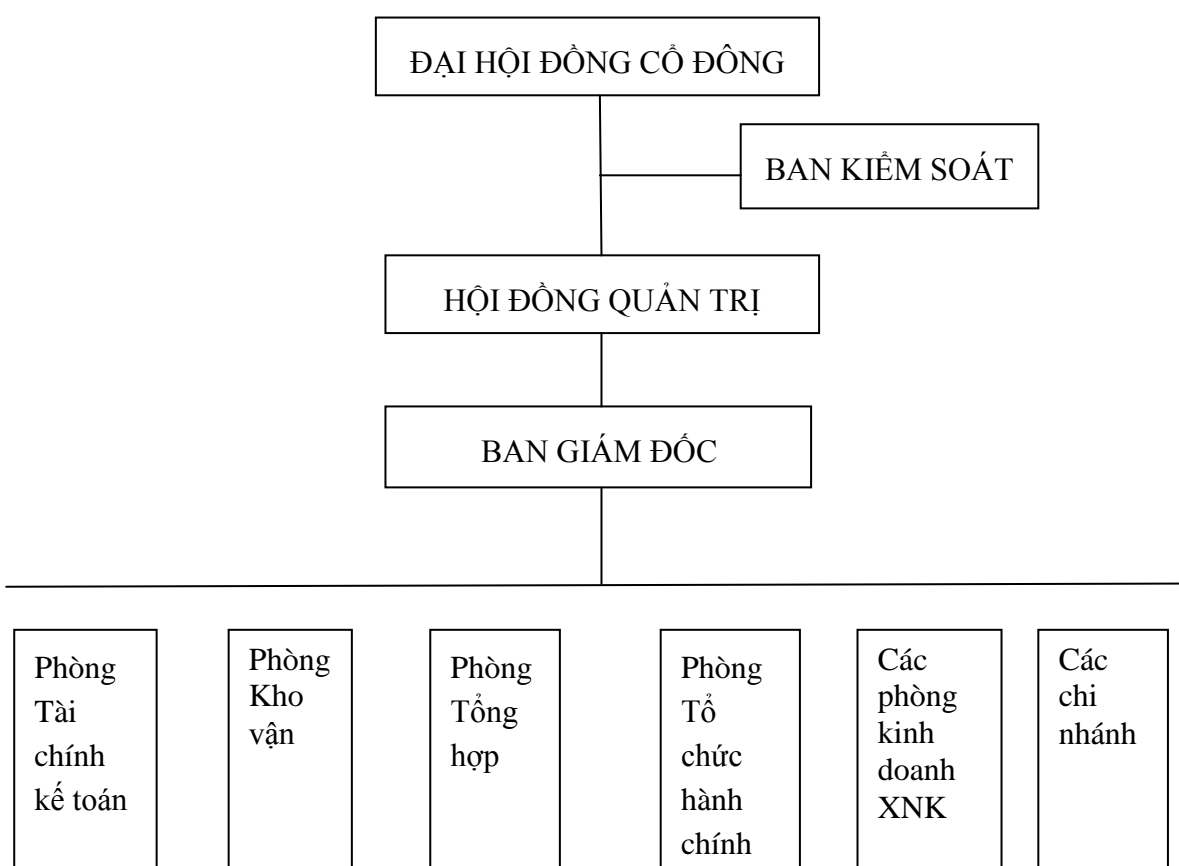 ĐẠI HỘI ĐỒNG CỔ ĐÔNG
BAN KIỂM SOÁT
HỘI ĐỒNG QUẢN TRỊ
BAN GIÁM ĐỐC
Phòng
Tài
chính
kế toán
Phòng
Kho
vận
Phòng
Tổng
hợp
Phòng
Tổ
chức
hành
chính
Các
phòng
kinh
doanh
XNK
Các
chi
nhánh